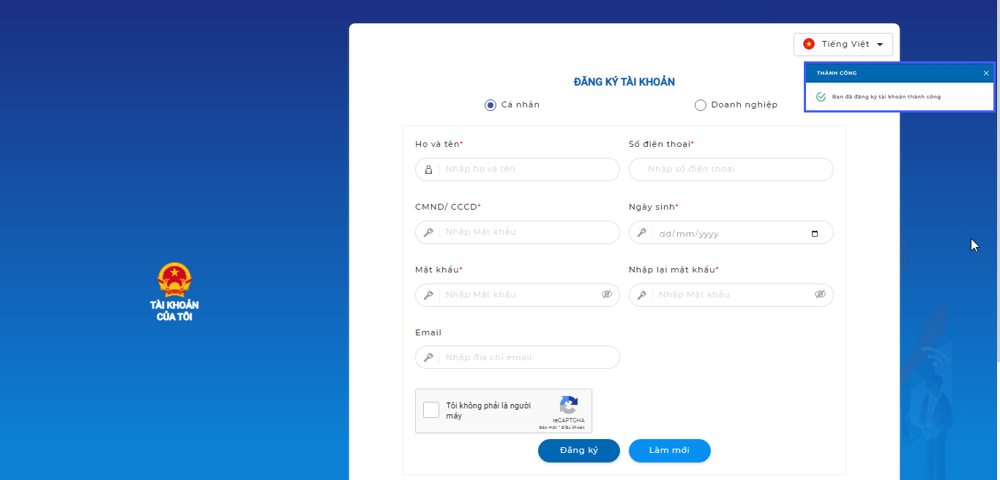 Tiếng Việt
THÀNH CÔNG
Bạn đã đăng ký tài khoản thành công
ĐĂNG KÝ TÀI KHOẢN
Cá nhân
Doanh nghiệp
Họ và tên*
Số điện thoại*
Nhập họ và tên
Nhập số điện thoại
CMND/ CCCD*
Ngày sinh*
Nhập Mật khẩu
dd/mm/yyyy
Mật khẩu*
Nhập lại mật khẩu*
Nhập Mật khẩu
Nhập Mật khẩu
TÀI KHOẢN
CỦA TÔI
Email
Nhập địa chỉ email
Tôi không phải là người
máy
reCAPTCHA
Bảo mật * Điều khoản
Đăng ký
Làm mới